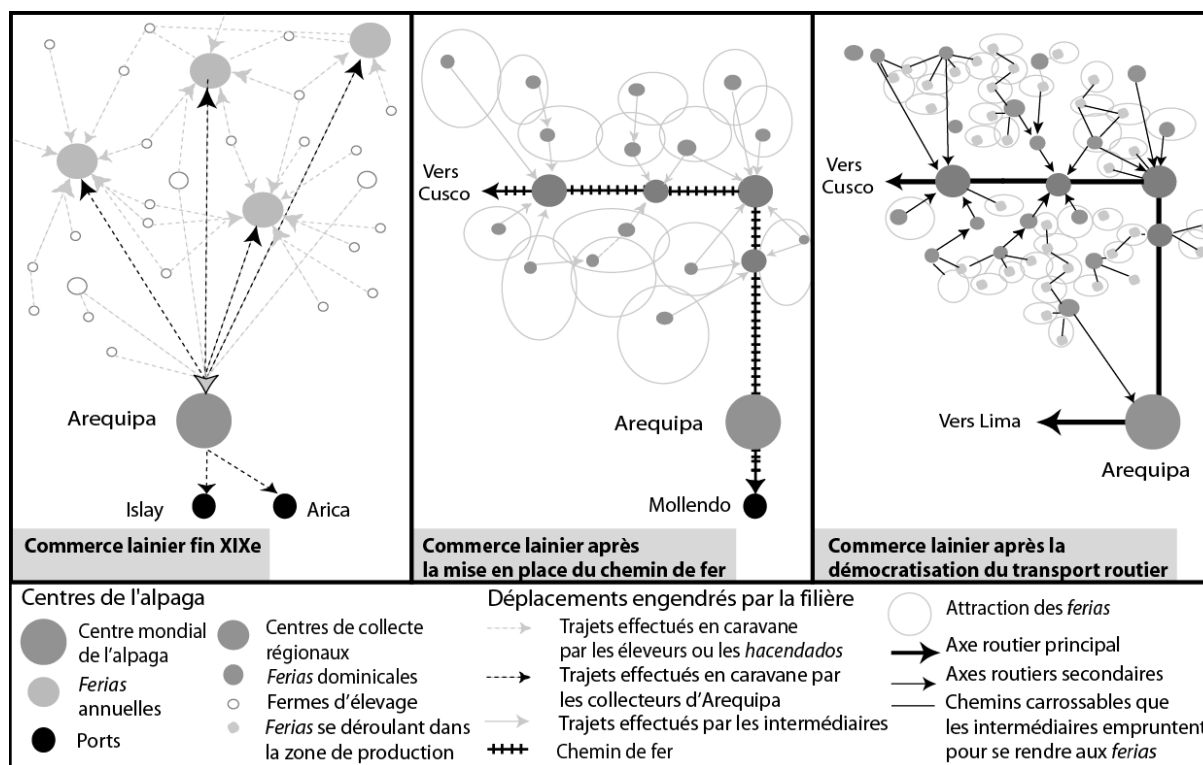 Arequipa
Islay
Arica
Commerce lainier fin XIXe
Vers
Cusco
Arequipa
Mollendo
Commerce lainier après
la mise en place du chemin de fer
Vers
Cusco
Vers Lima
Arequipa
Commerce lainier après la
démocratisation du transport routier
Centres de l'alpaga
Centre mondial
de l'alpaga
Ferias
annuelles
Ports
Centres de collecte
régionaux
Ferias dominicales
Fermes d'élevage
Ferias se déroulant dans
la zone de production
Déplacements engendrés par la filière
Trajets effectués en caravane
par les éleveurs ou les hacendados
Trajets effectués en caravane par
les collecteurs d'Arequipa
Trajets effectués par les intermédiaires
Chemin de fer
Attraction des ferias
Axe routier principal
Axes routiers secondaires
Chemins carrossables que
les intermédiaires empruntent
pour se rendre aux ferias